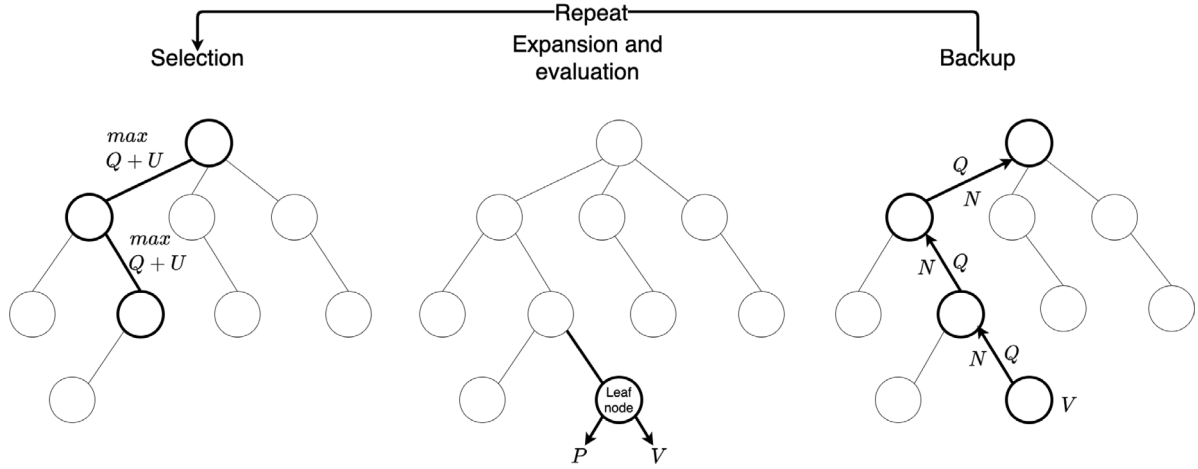 Repeat
Selection
Expansion and
evaluation
Backup
max
Q + U
max
Q + U
Leaf
node
P
V
Q
N
N
Q
N
Q
V